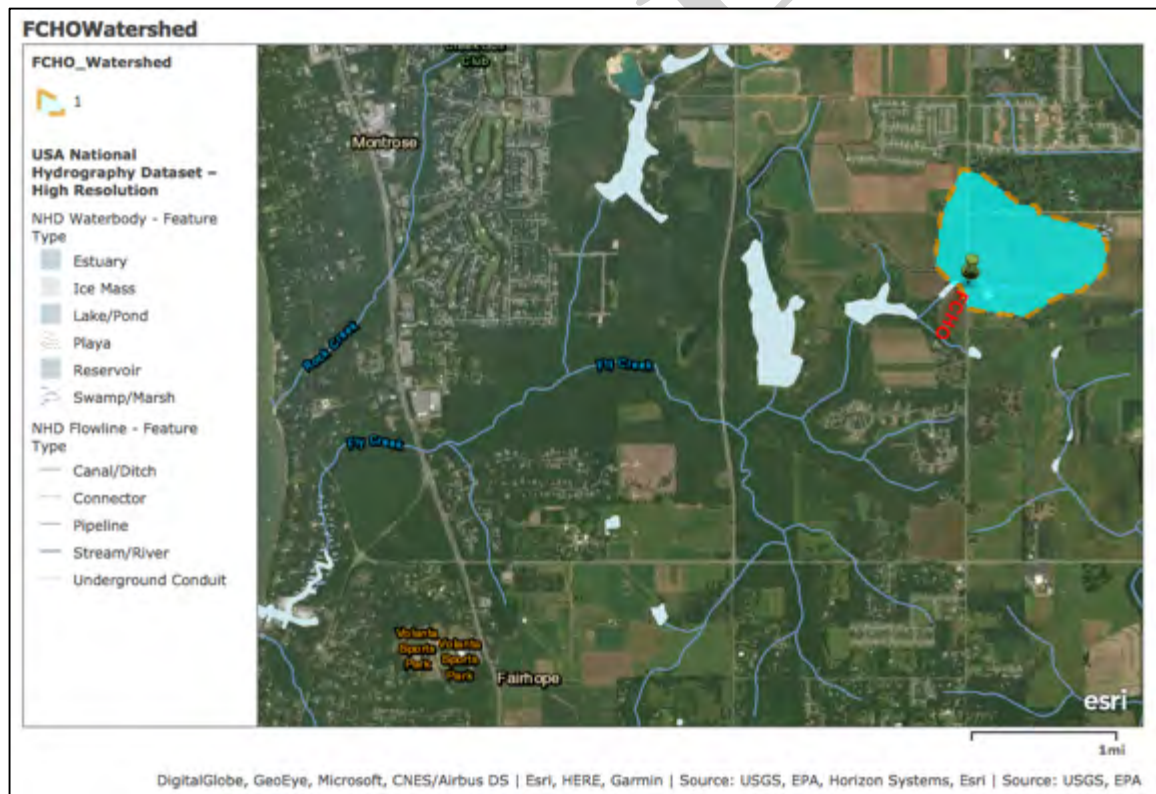 FCHOWatershed
FCHO_Watershed
1
USA National
Hydrography Dataset –
High Resolution
NHD Waterbody - Feature
Type
Estuary
Ice Mass
Lake/Pond
Playa
Reservoir
Swamp/Marsh
NHD Flowline - Feature
Type
Canal/Ditch
Connector
Pipeline
Stream/River
Underground Conduit
Club
Montrose
Rock Creek
Fly Creek
Fly Creek
FCHO
Volanta
Sports
Park
Volanta
Sports
Park
Fairhope
esri
1mi
DigitalGlobe, GeoEye, Microsoft, CNES/Airbus DS | Esri, HERE, Garmin | Source: USGS, EPA, Horizon Systems, Esri | Source: USGS, EPA